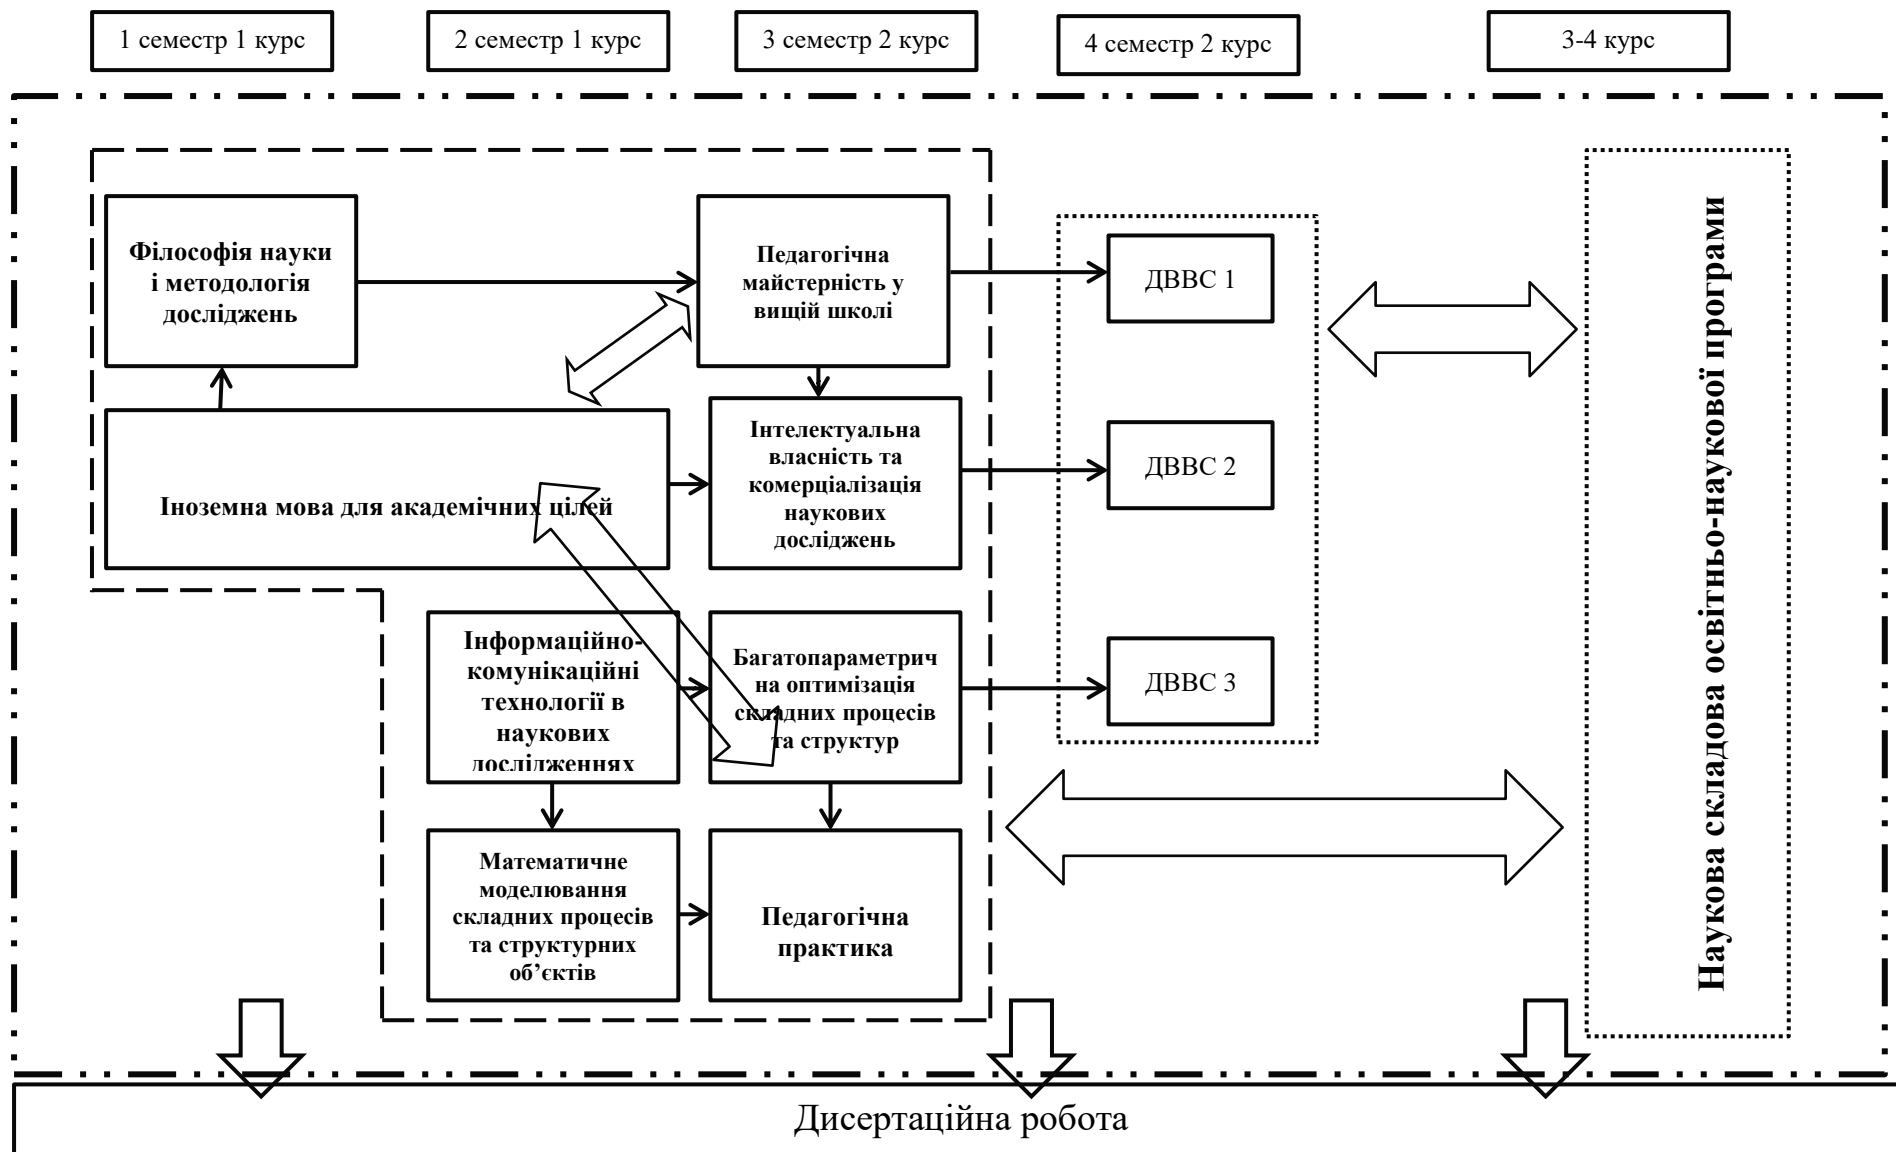 1 семестр 1 курс
2 семестр 1 курс
3 семестр 2 курс
4 семестр 2 курс
3-4 курс
Філософія науки
і методологія
досліджень
Педагогічна
майстерність у
вищій школі
ДВВС 1
Іноземна мова для академічних цілей
Інтелектуальна
власність та
комерціалізація
наукових
досліджень
ДВВС 2
Інформаційно-
комунікаційні
технології в
наукових
дослідженнях
Багатопараметрич
на оптимізація
складних процесів
та структур
ДВВС 3
Математичне
моделювання
складних процесів
та структурних
об’єктів
Педагогічна
практика
Наукова складова освітньо-наукової програми
Дисертаційна робота